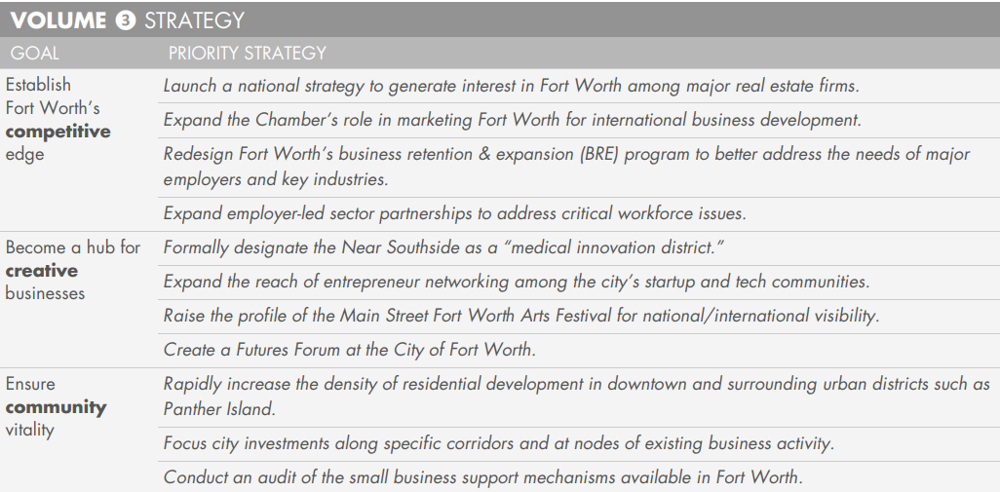 VOLUME 3 STRATEGY
GOAL PRIORITY STRATEGY
Establish
Fort Worth's
competitive
edge
Launch a national strategy to generate interest in Fort Worth among major real estate firms.
Expand the Chamber's role in marketing Fort Worth for international business development.
Redesign Fort Worth's business retention & expansion (BRE) program to better address the needs of major
employers and key industries.
Expand employer-led sector partnerships to address critical workforce issues.
Become a hub for
creative
businesses
Formally designate the Near Southside as a “medical innovation district.”
Expand the reach of entrepreneur networking among the city's startup and tech communities.
Raise the profile of the Main Street Fort Worth Arts Festival for national/international visibility.
Create a Futures Forum at the City of Fort Worth.
Ensure
community
vitality
Rapidly increase the density of residential development in downtown and surrounding urban districts such as
Panther Island.
Focus city investments along specific corridors and at nodes of existing business activity.
Conduct an audit of the small business support mechanisms available in Fort Worth.